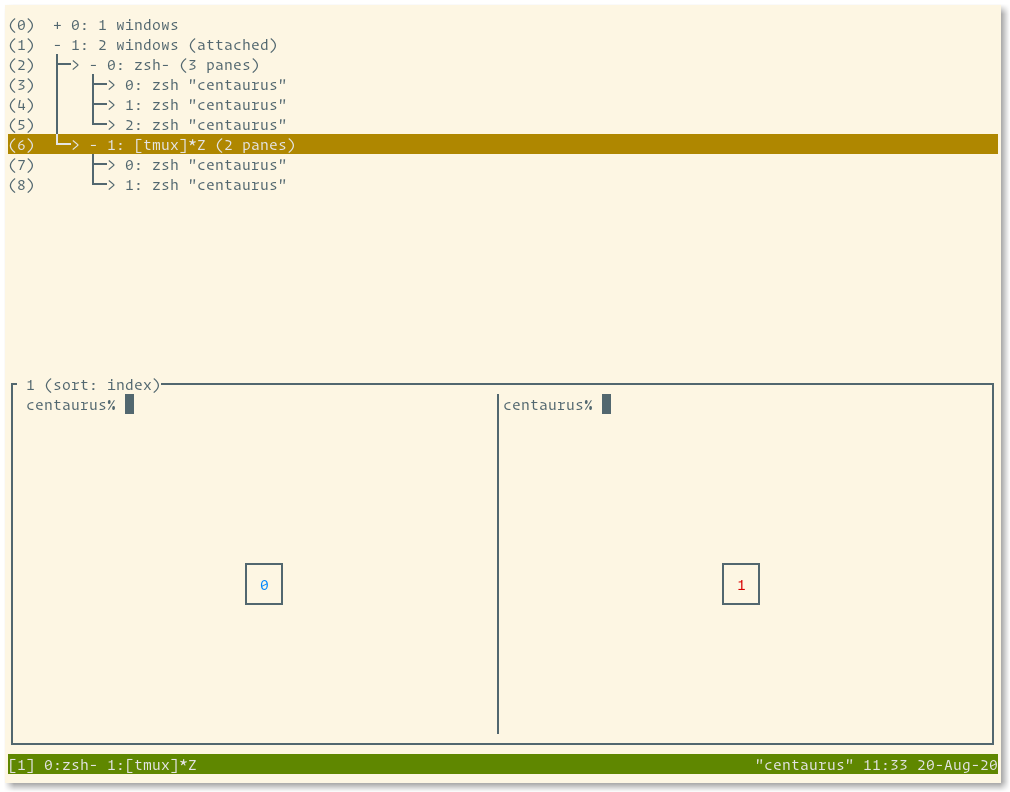 (0)  + 0: 1 windows
(1)  - 1: 2 windows (attached)
(2)  ├─> - 0: zsh- (3 panes)
(3)  │   ├─> 0: zsh "centaurus"
(4)  │   ├─> 1: zsh "centaurus"
(5)  │   └─> 2: zsh "centaurus"
(6)  └─> - 1: [tmux]*Z (2 panes)
(7)      ├─> 0: zsh "centaurus"
(8)      └─> 1: zsh "centaurus"
1 (sort: index)
centaurus%
centaurus%
0
1
[1] 0:zsh- 1:[tmux]*Z "centaurus" 11:33 20-Aug-20